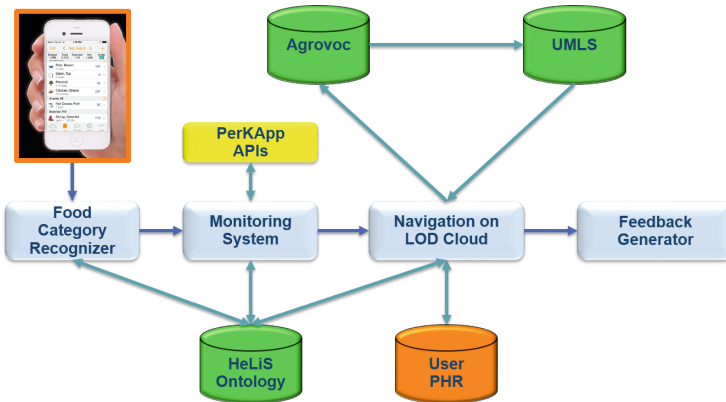 Agrovoc
UMLS
PerKApp
APIs
Food
Category
Recognizer
Monitoring
System
Navigation on
LOD Cloud
Feedback
Generator
HeLiS
Ontology
User
PHR